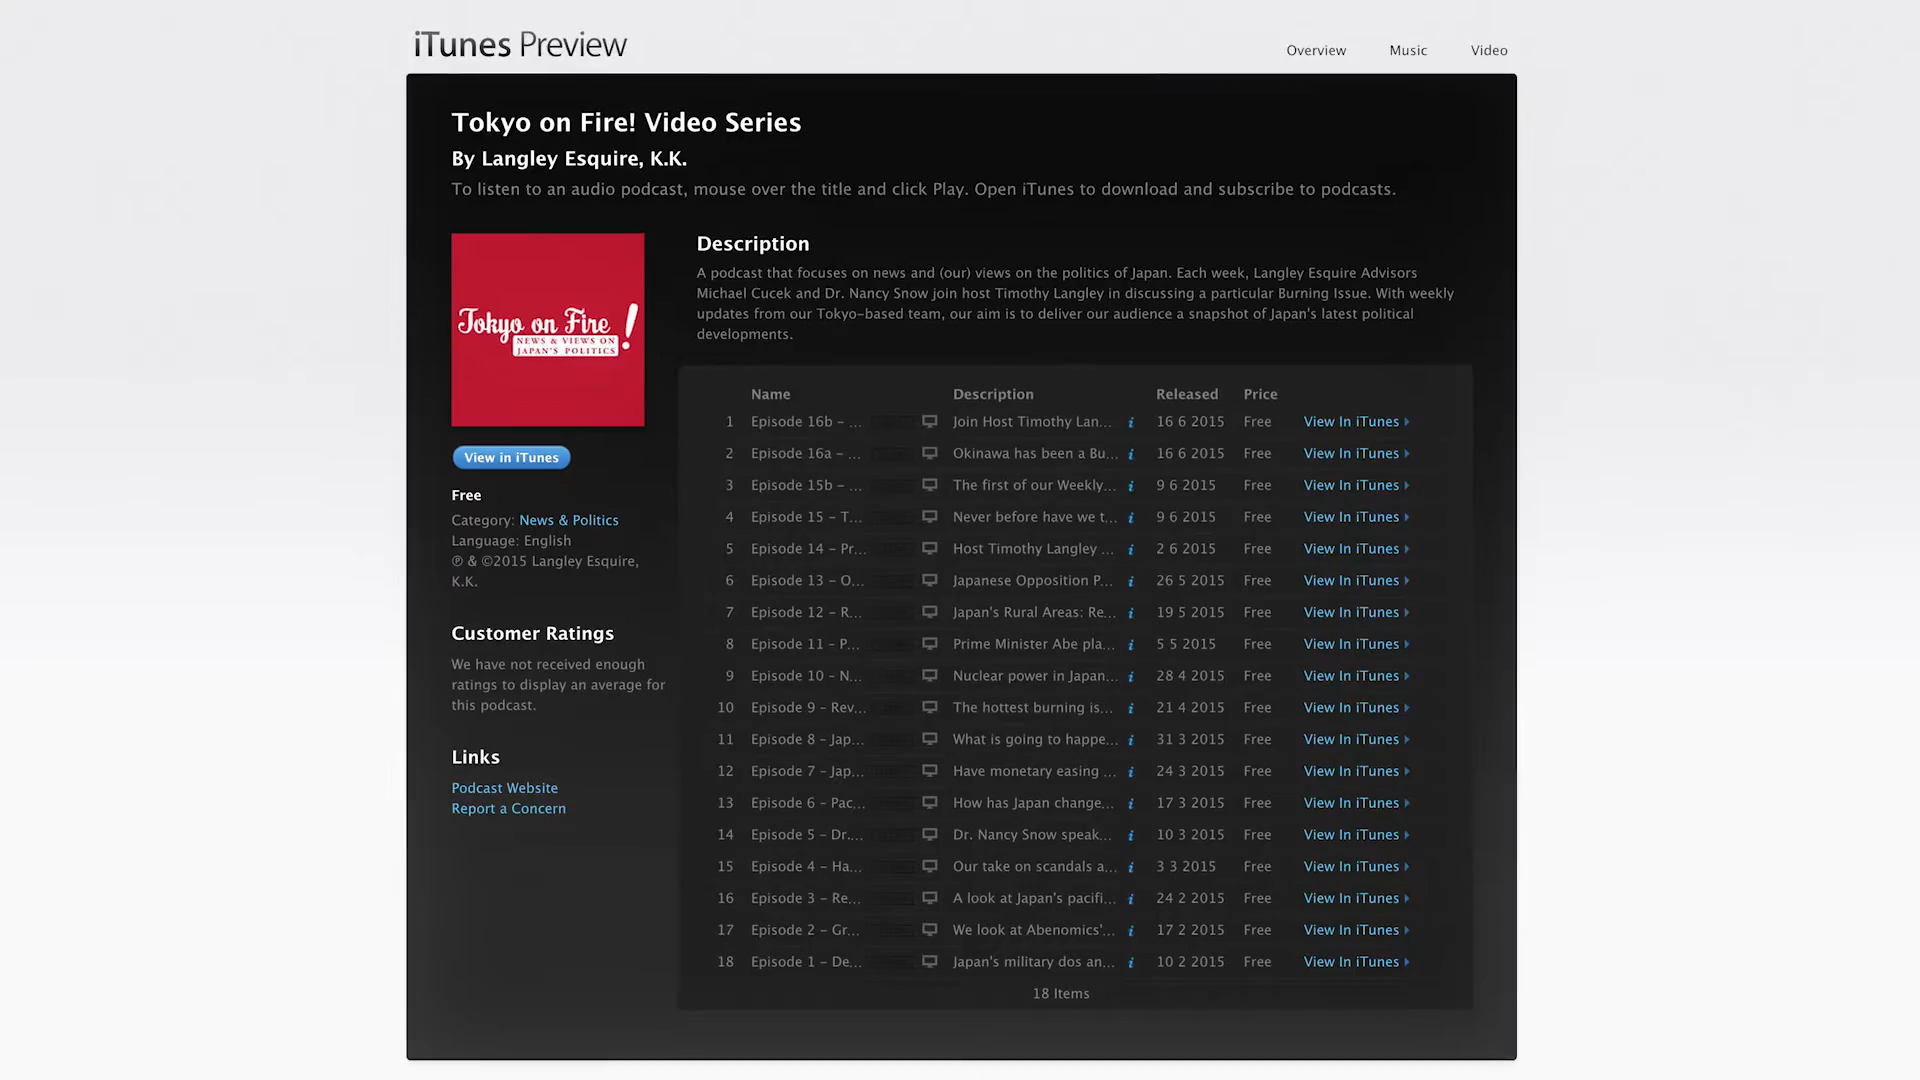 iTunes Preview
Overview Music Video
Tokyo on Fire! Video Series
By Langley Esquire, K.K.
To listen to an audio podcast, mouse over the title and click Play. Open iTunes to download and subscribe to podcasts.
Tokyo on Fire!
NEWS & VIEWS ON
JAPAN'S POLITICS
View in iTunes
Free
Category: News & Politics
Language: English
℗ & ©2015 Langley Esquire,
K.K.
Customer Ratings
We have not received enough
ratings to display an average for
this podcast.
Links
Podcast Website
Report a Concern
Description
A podcast that focuses on news and (our) views on the politics of Japan. Each week, Langley Esquire Advisors
Michael Cucek and Dr. Nancy Snow join host Timothy Langley in discussing a particular Burning Issue. With weekly
updates from our Tokyo-based team, our aim is to deliver our audience a snapshot of Japan's latest political
developments.
Name Description Released Price
1 Episode 16b - ... Join Host Timothy Lan... i 16 6 2015 Free View In iTunes
2 Episode 16a - ... Okinawa has been a Bu... i 16 6 2015 Free View In iTunes
3 Episode 15b - ... The first of our Weekly... i 9 6 2015 Free View In iTunes
4 Episode 15 - T... Never before have we t... i 9 6 2015 Free View In iTunes
5 Episode 14 - Pr... Host Timothy Langley ... i 2 6 2015 Free View In iTunes
6 Episode 13 - O... Japanese Opposition P... i 26 5 2015 Free View In iTunes
7 Episode 12 - R... Japan's Rural Areas: Re... i 19 5 2015 Free View In iTunes
8 Episode 11 - P... Prime Minister Abe pla... i 5 5 2015 Free View In iTunes
9 Episode 10 - N... Nuclear power in Japan... i 28 4 2015 Free View In iTunes
10 Episode 9 - Rev... The hottest burning is... i 21 4 2015 Free View In iTunes
11 Episode 8 - Jap... What is going to happe... i 31 3 2015 Free View In iTunes
12 Episode 7 - Jap... Have monetary easing ... i 24 3 2015 Free View In iTunes
13 Episode 6 - Pac... How has Japan change... i 17 3 2015 Free View In iTunes
14 Episode 5 - Dr.... Dr. Nancy Snow speak... i 10 3 2015 Free View In iTunes
15 Episode 4 - Ha... Our take on scandals a... i 3 3 2015 Free View In iTunes
16 Episode 3 - Re... A look at Japan's pacifi... i 24 2 2015 Free View In iTunes
17 Episode 2 - Gr... We look at Abenomics'... i 17 2 2015 Free View In iTunes
18 Episode 1 - De... Japan's military dos an... i 10 2 2015 Free View In iTunes
18 Items